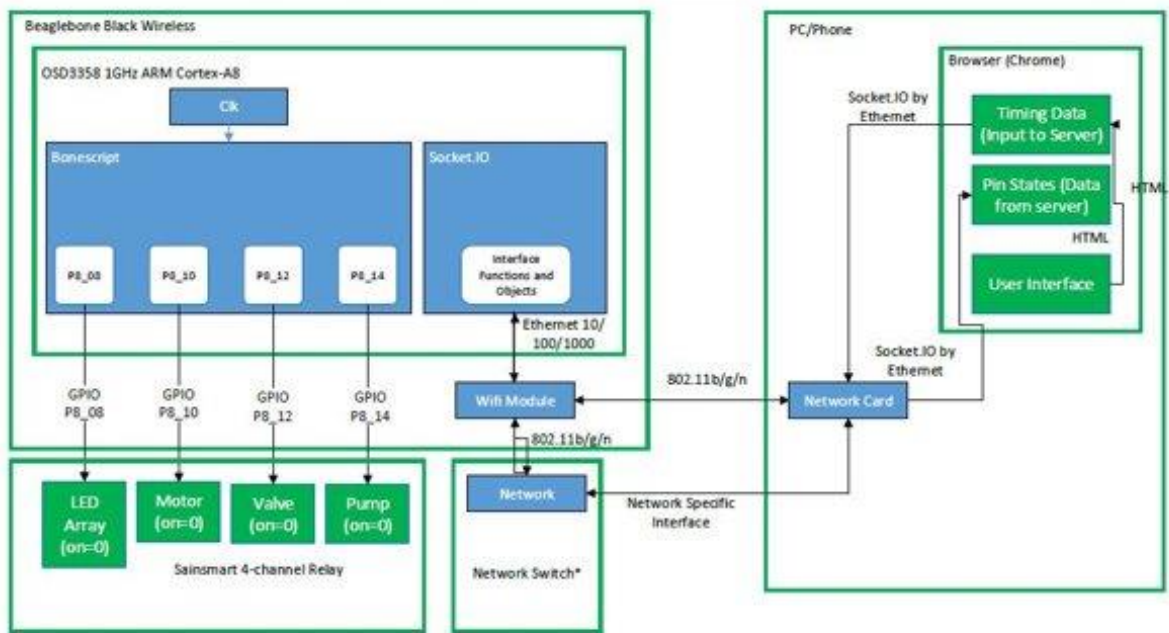 Beaglebone Black Wireless
OSD3358 1GHz ARM Cortex-A8
Clk
Bonescript
P8_08
P8_10
P8_12
P8_14
Socket.IO
Interface
Functions and
Objects
Ethernet 10/
100/1000
GPIO
P8_08
GPIO
P8_10
GPIO
P8_12
GPIO
P8_14
Wifi Module
802.11b/g/n
802.11b/g/n
LED
Array
(on=0)
Motor
(on=0)
Valve
(on=0)
Pump
(on=0)
Sainsmart 4-channel Relay
Network
Network Switch*
Network Specific
Interface
PC/Phone
Browser (Chrome)
Socket.IO by
Ethernet
Timing Data
(Input to Server)
Pin States (Data
from server)
HTML
HTML
User Interface
Socket.IO by
Ethernet
Network Card